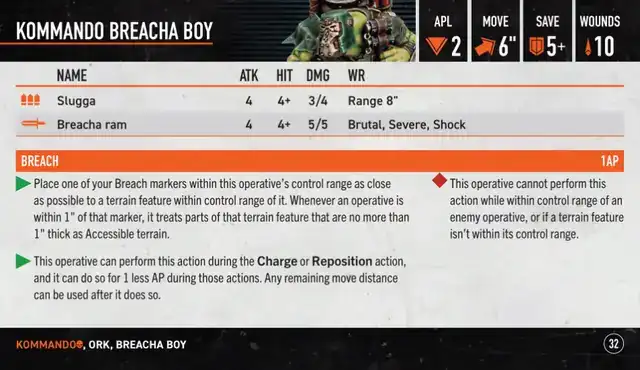 KOMMANDO BREACHA BOY
APL MOVE SAVE WOUNDS
2 6" 5+ 10
NAME ATK HIT DMG WR
Slugga 4 4+ 3/4 Range 8"
Breacha ram 4 4+ 5/5 Brutal, Severe, Shock
BREACH 1AP
Place one of your Breach markers within this operative's control range as close
as possible to a terrain feature within control range of it. Whenever an operative is
within 1" of that marker, it treats parts of that terrain feature that are no more than
1" thick as Accessible terrain.
This operative can perform this action during the Charge or Reposition action,
and it can do so for 1 less AP during those actions. Any remaining move distance
can be used after it does so.
This operative cannot perform this
action while within control range of an
enemy operative, or if a terrain feature
isn't within its control range.
KOMMANDO, ORK, BREACHA BOY
32